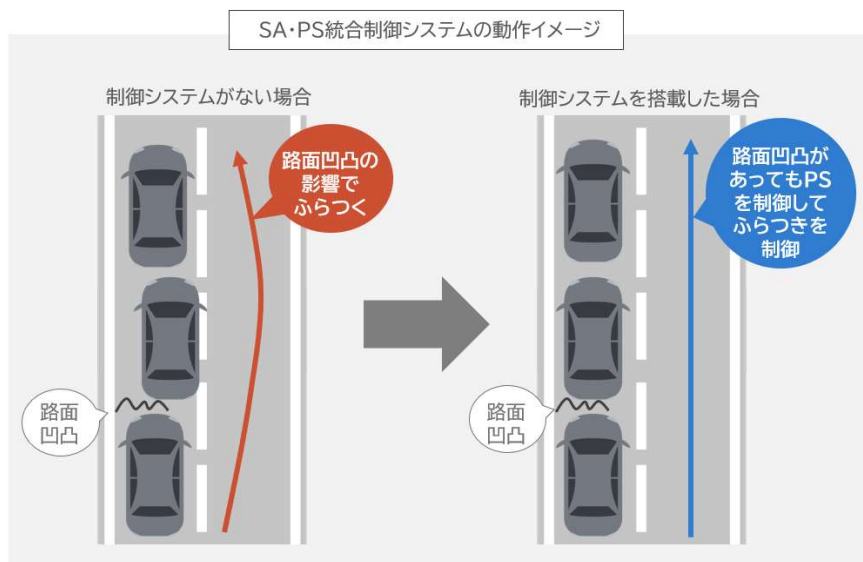 SA・PS統合制御システムの動作イメージ
制御システムがない場合
路面凹凸の
影響で
ふらつく
路面
凹凸
制御システムを搭載した場合
路面凹凸が
あってもPS
を制御して
ふらつきを
制御
路面
凹凸